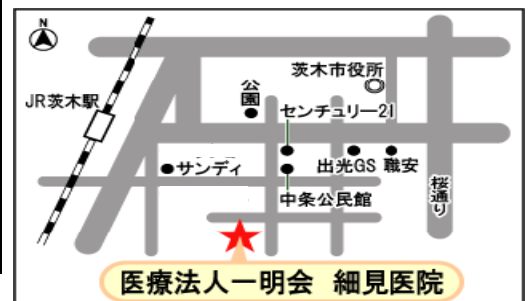 N
茨木市役所
公園
JR茨木駅
センチュリー21
サンディ
出光GS
職安
中条公民館
桜通り
医療法人一明会 細見医院